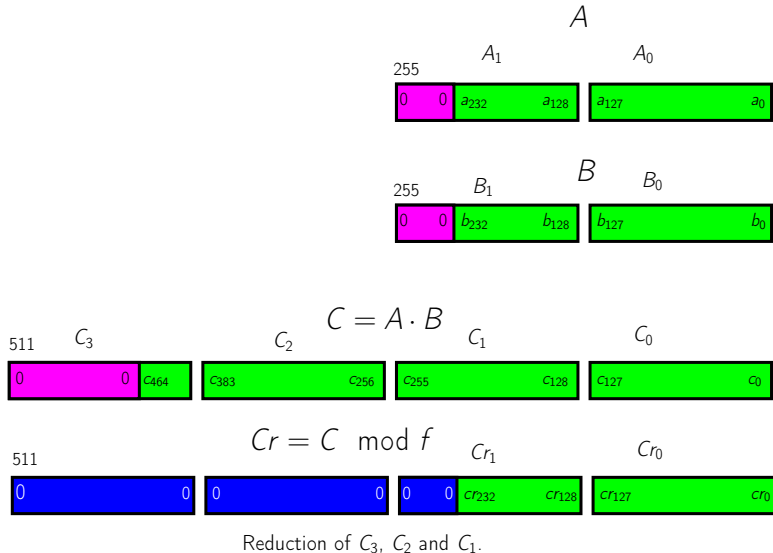 A
A₁ A₀
255
0 0 a₂₃₂ a₁₂₈ a₁₂₇ a₀
B
B₁ B₀
255
0 0 b₂₃₂ b₁₂₈ b₁₂₇ b₀
C = A · B
C₃ C₂ C₁ C₀
511
0 0 c₄₆₄ c₃₈₃ c₂₅₆ c₂₅₅ c₁₂₈ c₁₂₇ c₀
Cr = C mod f
Cr₁ Cr₀
511
0 0 0 0 0 0 cr₂₃₂ cr₁₂₈ cr₁₂₇ cr₀
Reduction of C₃, C₂ and C₁.